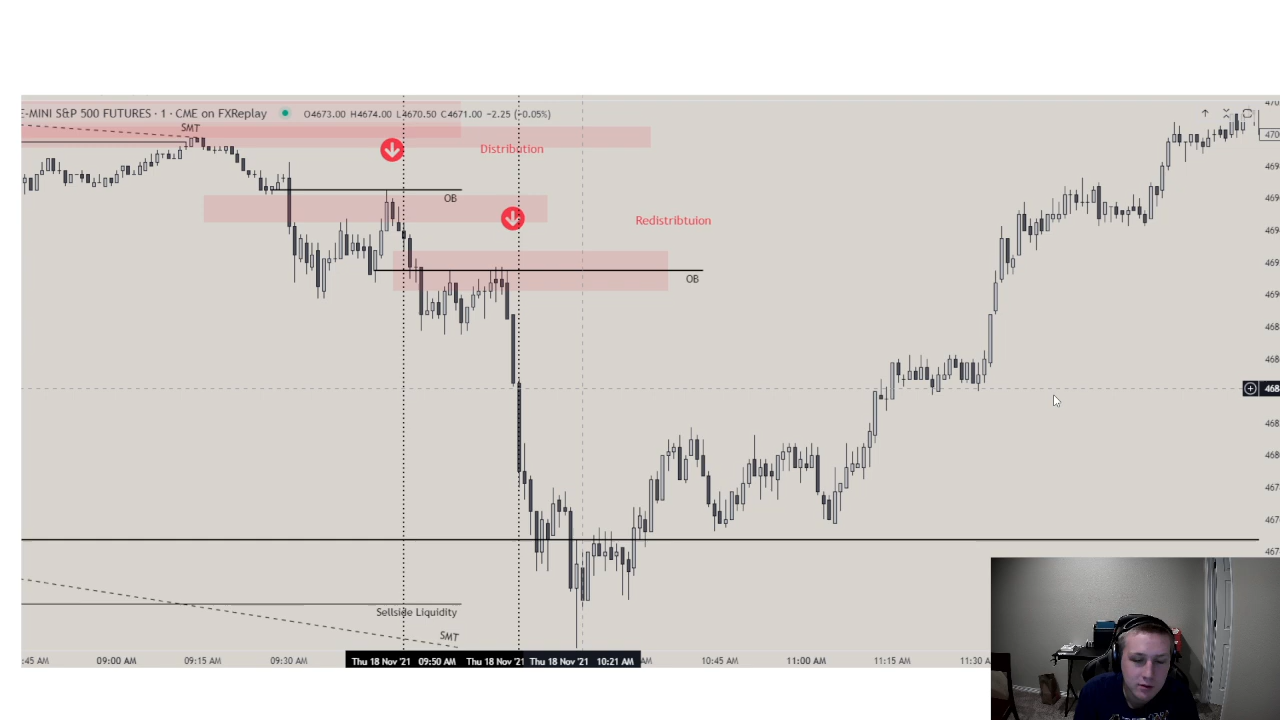 E-MINI S&P 500 FUTURES · 1 · CME on FXReplay O4673.00 H4674.00 L4670.50 C4671.00 −2.25 (−0.05%)
SMT
Distribution
OB
Redistribtuion
OB
Sellside Liquidity
SMT
:45 AM 09:00 AM 09:15 AM 09:30 AM Thu 18 Nov '21 09:50 AM Thu 18 Nov '21 Thu 18 Nov '21 10:21 AM AM 10:45 AM 11:00 AM 11:15 AM 11:30 A